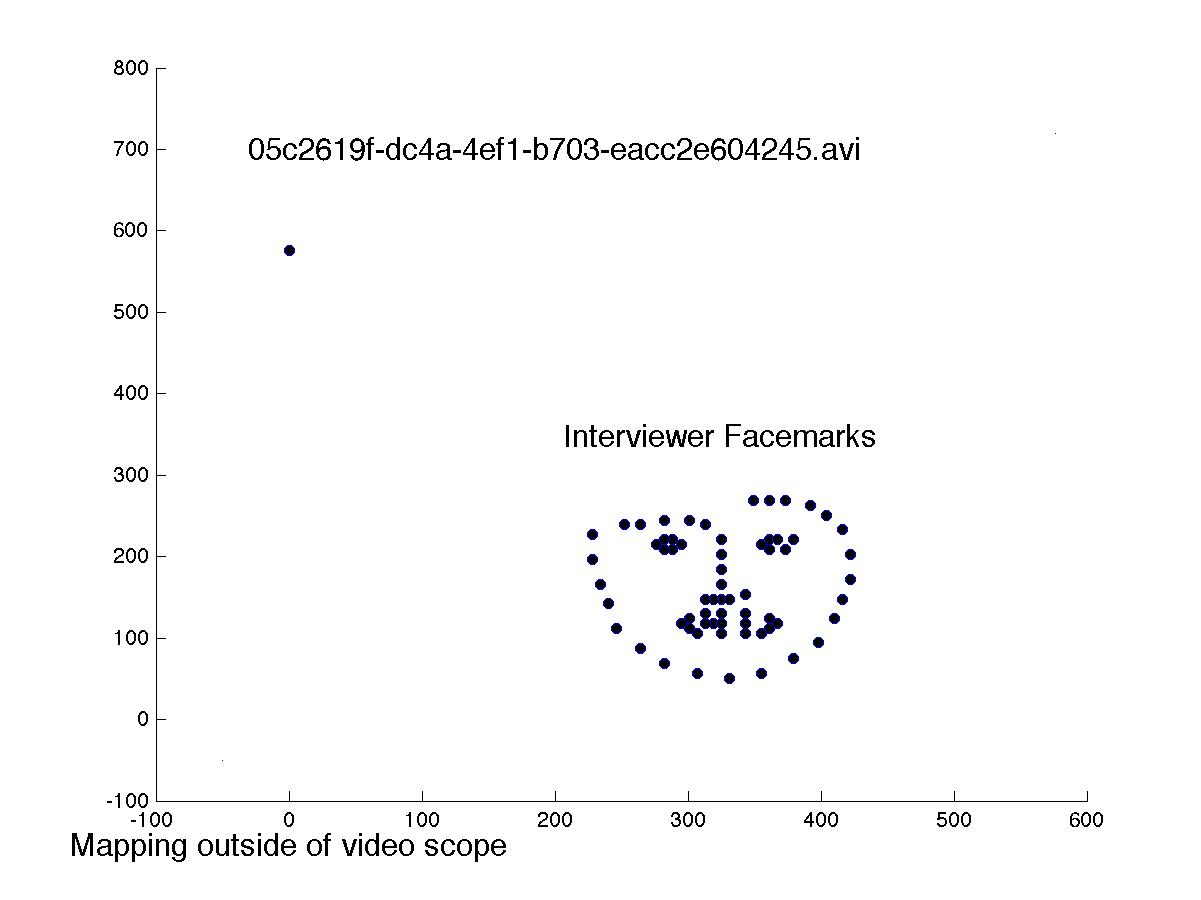 800
700
05c2619f-dc4a-4ef1-b703-eacc2e604245.avi
600
500
400
Interviewer Facemarks
300
200
100
0
-100
-100 0 100 200 300 400 500 600
Mapping outside of video scope